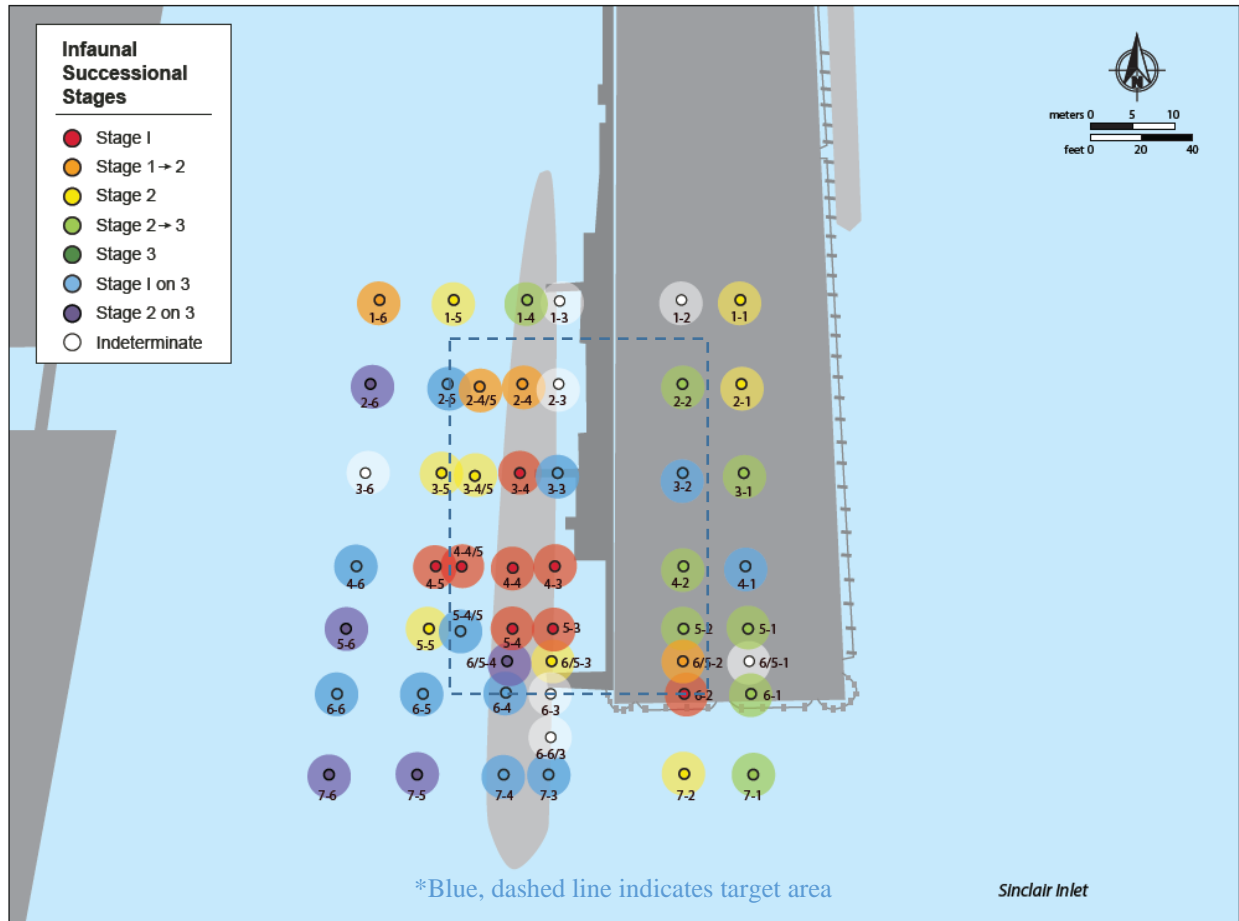 Infaunal
Successional
Stages
Stage I
Stage 1→2
Stage 2
Stage 2→3
Stage 3
Stage I on 3
Stage 2 on 3
Indeterminate
N
meters 0 5 10
feet 0 20 40
1-6 1-5 1-4 1-3 1-2 1-1
2-6 2-5 2-4/5 2-4 2-3 2-2 2-1
3-6 3-5 3-4/5 3-4 3-3 3-2 3-1
4-4/5
4-6 4-5 4-4 4-3 4-2 4-1
5-4/5
5-6 5-5 5-4 5-3 5-2 5-1
6/5-4 6/5-3 6/5-2 6/5-1
6-6 6-5 6-4 6-3 6-2 6-1
6-6/3
7-6 7-5 7-4 7-3 7-2 7-1
*Blue, dashed line indicates target area
Sinclair Inlet